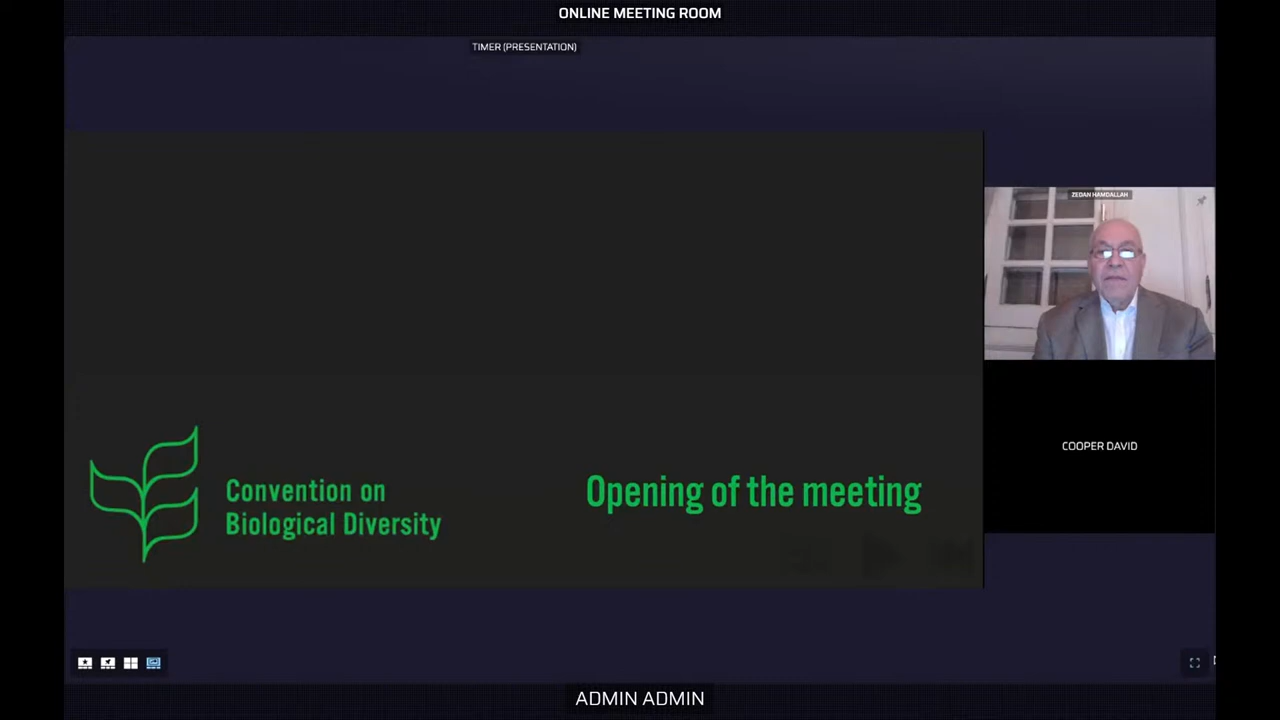 ONLINE MEETING ROOM
TIMER (PRESENTATION)
ZEDAN HAMDALLAH
COOPER DAVID
Convention on
Biological Diversity
Opening of the meeting
ADMIN ADMIN